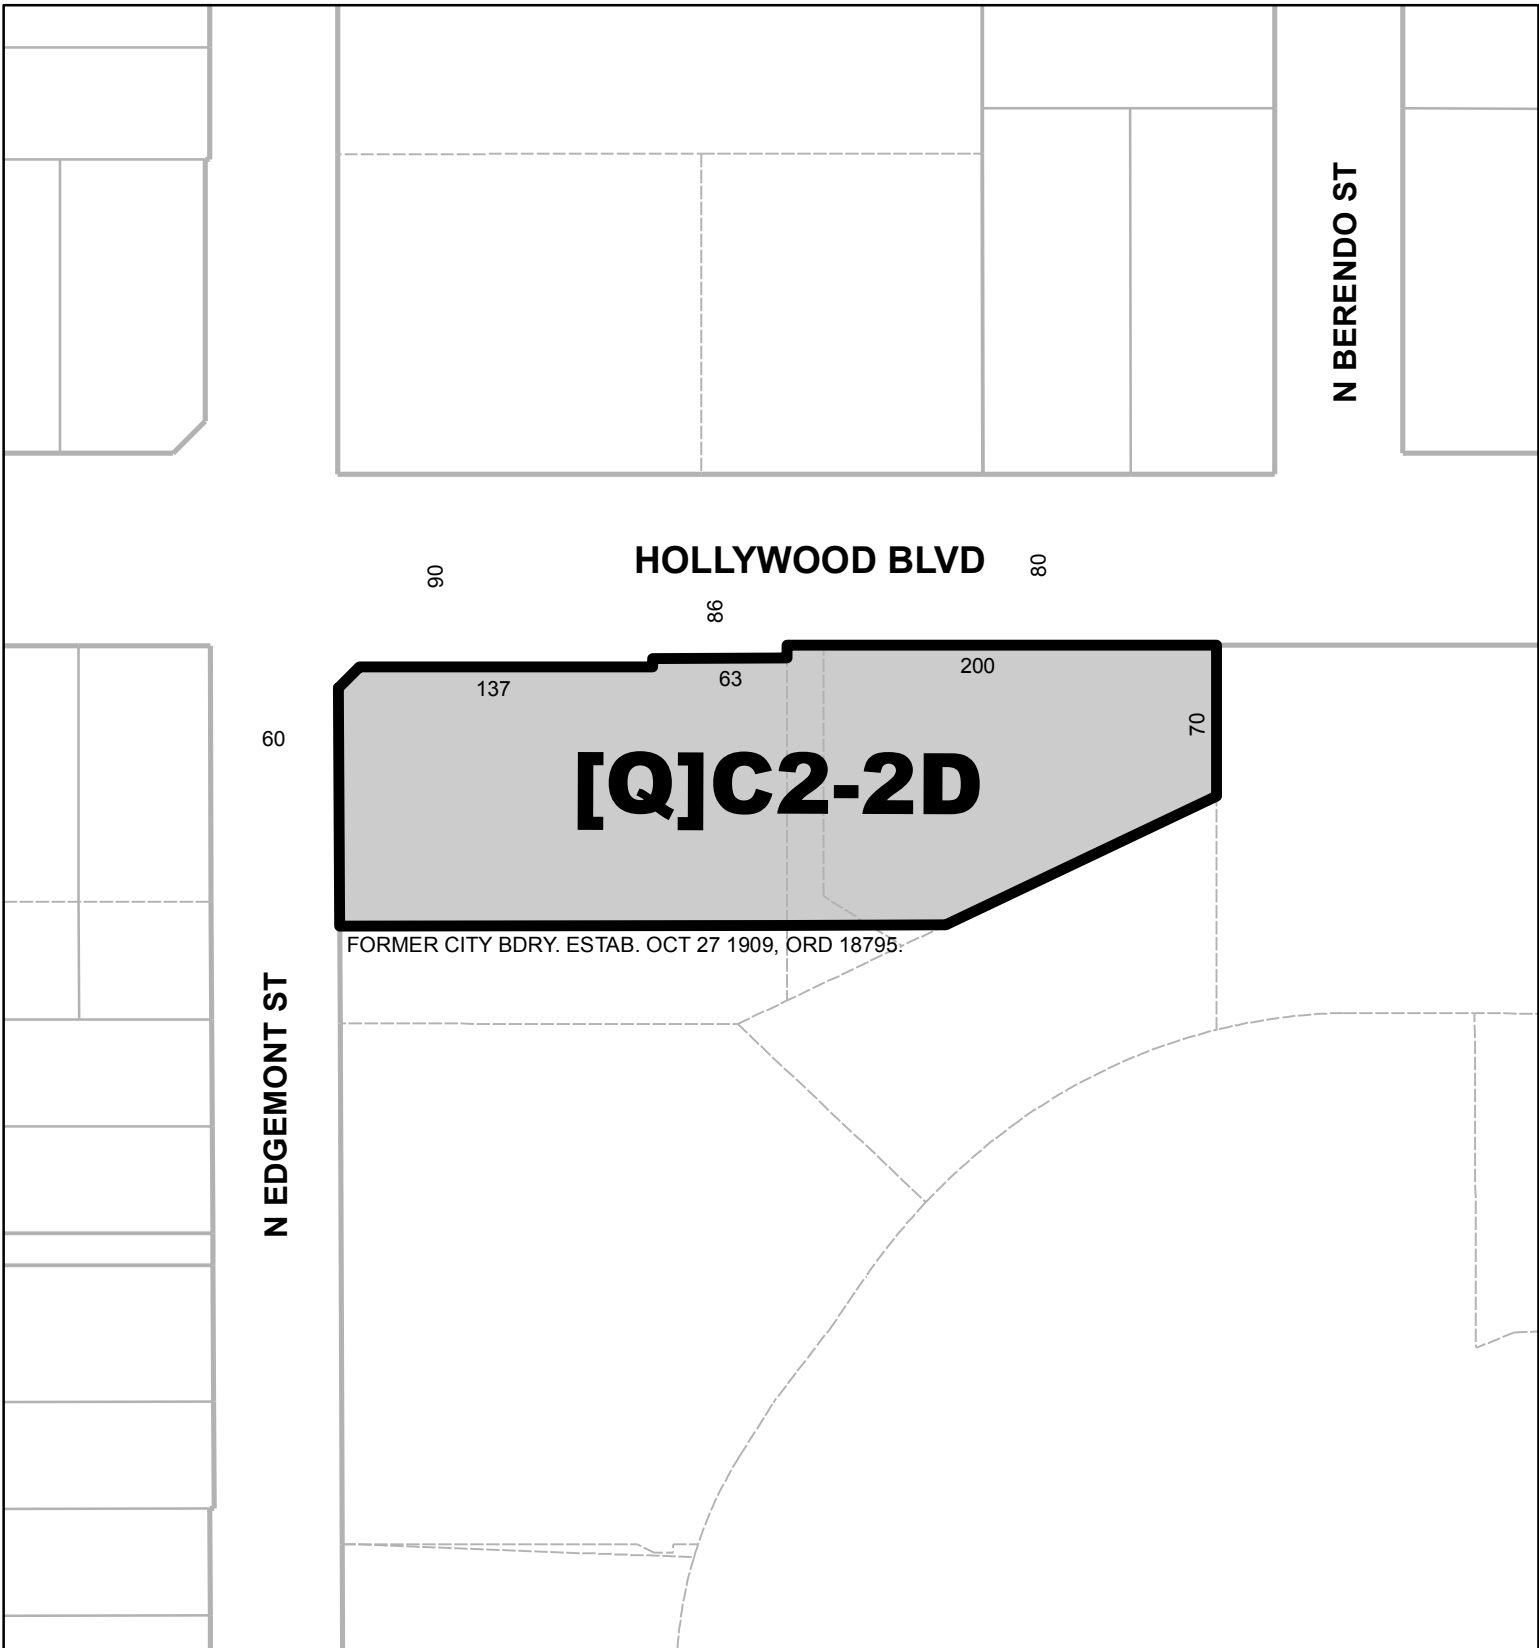 N BERENDO ST
HOLLYWOOD BLVD
90
86
80
137
63
200
70
60
[Q]C2-2D
FORMER CITY BDRY. ESTAB. OCT 27 1909, ORD 18795.
N EDGEMONT ST